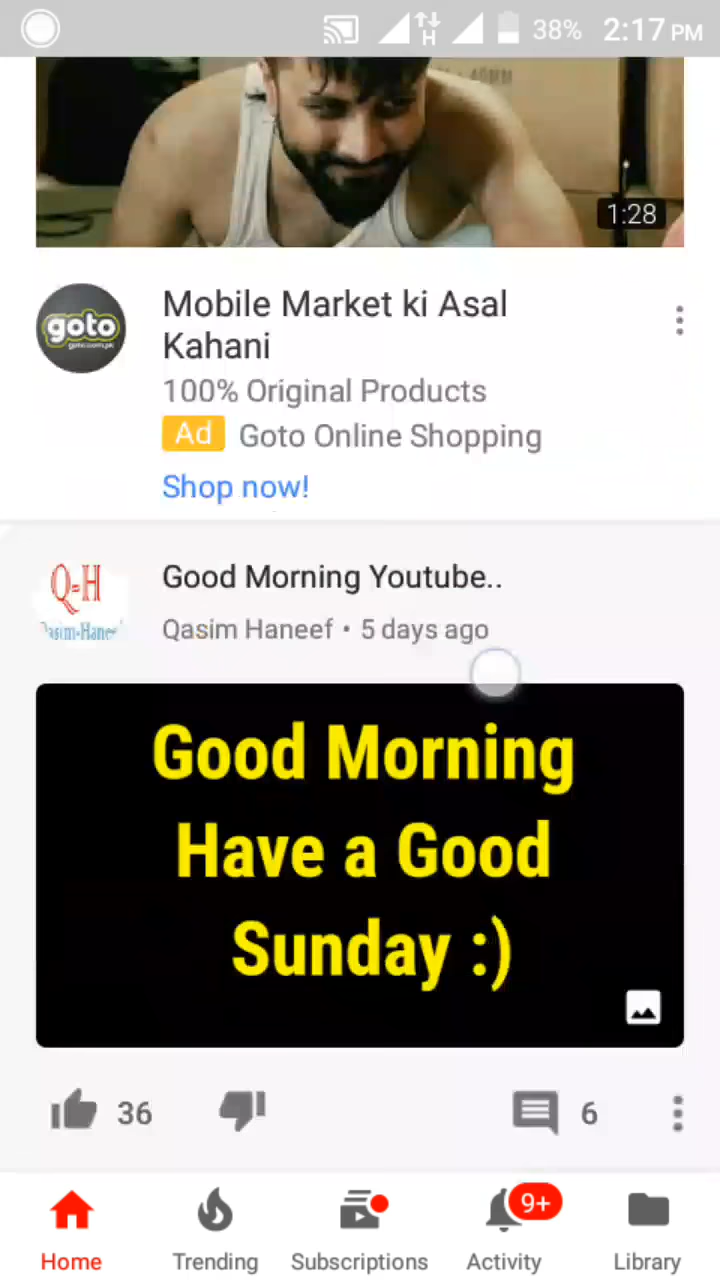 H
38%
2:17 PM
1:28
goto
Mobile Market ki Asal
Kahani
100% Original Products
Ad Goto Online Shopping
Shop now!
Q=H
Good Morning Youtube..
Qasim Haneef • 5 days ago
Good Morning
Have a Good
Sunday :)
36
6
9+
Home
Trending
Subscriptions
Activity
Library